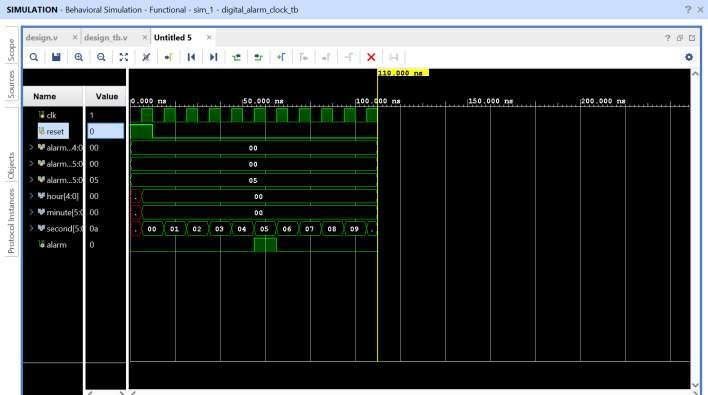 SIMULATION - Behavioral Simulation - Functional - sim_1 - digital_alarm_clock_tb ? ×
design.v × design_tb.v × Untitled 5 × ?
Scope
Sources
Objects
Protocol Instances
110.000 ns
Name Value
0.000 ns 50.000 ns 100.000 ns 150.000 ns 200.000 ns
clk 1
reset 0
> alarm...4:0 00 00
> alarm...5:0 00 00
> alarm...5:0 05 05
> hour[4:0] 00 . 00
> minute[5:0 00 . 00
> second[5:0 0a . 00 01 02 03 04 05 06 07 08 09 .
alarm 0